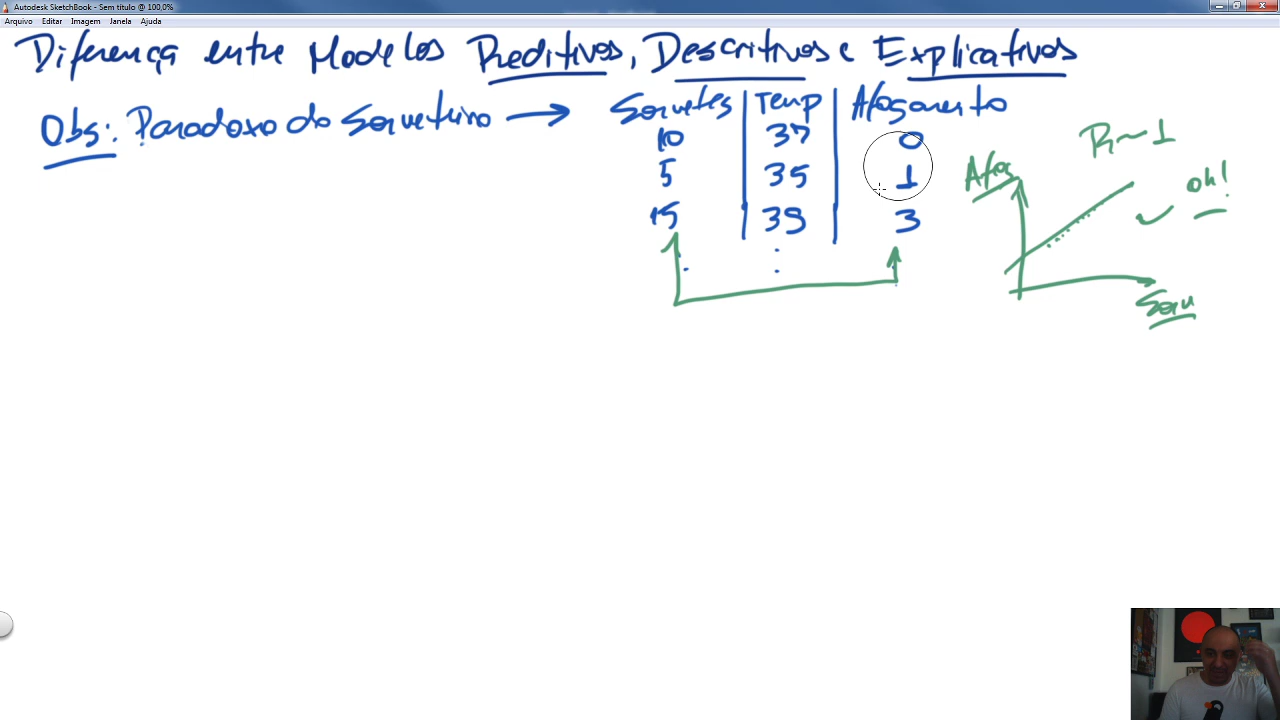 Autodesk SketchBook - Sem título @ 100,0%
Arquivo Editar Imagem Janela Ajuda
Diferença entre Modelos Preditivos, Descritivos e Explicativos
Obs: Paradoxo do Sorveteiro →
Sorvetes Temp Afogamento
10 37 0
5 35 1
15 39 3
R~1
Afog
oh!
Sorv